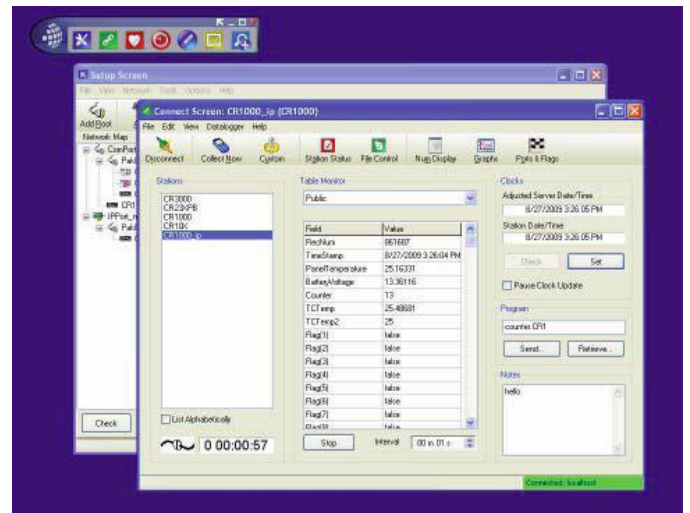 Setup Screen
File View Network Tools Options Help
Add Root
Network Map
ComPort
IPPort
Check
Connect Screen: CR1000_ip (CR1000)
File Edit View Datalogger Help
Disconnect Collect Now Custom Station Status File Control Num Display Graphs Ports & Flags
Stations
CR3000
CR23XPB
CR1000
CR10X
CR1000_ip
List Alphabetically
0 00:00:57
Table Monitor
Public
Field Value
RecNum 861687
TimeStamp 8/27/2009 3:26:04 PM
PanelTemperature 25.16331
BatteryVoltage 13.36116
Counter 13
TCTemp
TCTemp2 25
Flag(1) false
Flag(2) false
Flag(3) false
Flag(4) false
Flag(5) false
Flag(6) false
Flag(7) false
Flag(8) false
Stop Interval 00 m 01 s
Clocks
Adjusted Server Date/Time
8/27/2009 3:26:05 PM
Station Date/Time
8/27/2009 3:26:05 PM
Check Set
Pause Clock Update
Program
counter.CR1
Send... Retrieve...
Notes
hello
Connected: localhost